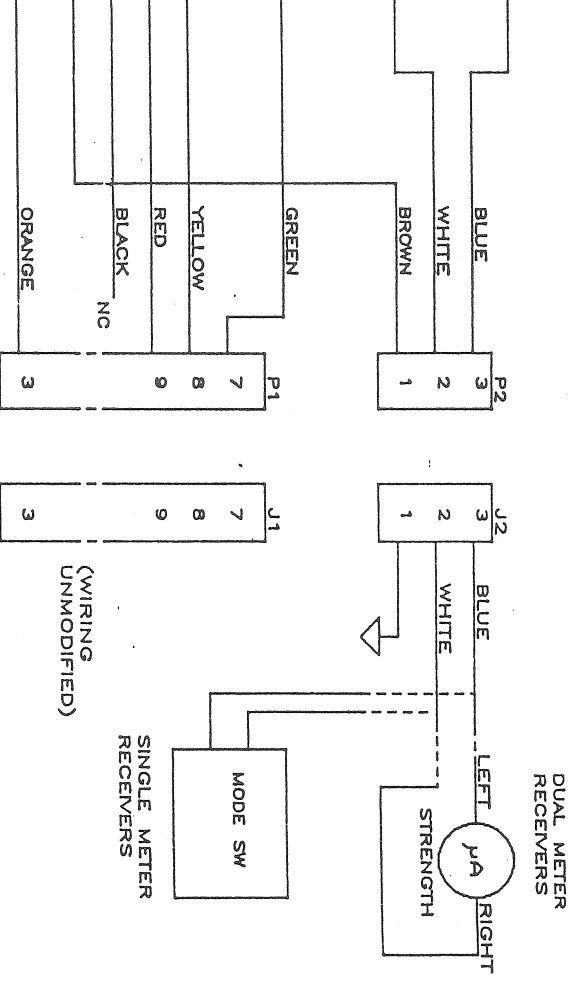 BLUE
WHITE
BROWN
GREEN
YELLOW
RED
BLACK
NC
ORANGE
P2
3
2
1
P1
7
8
9
3
J2
3
2
1
J1
7
8
9
3
BLUE
WHITE
(WIRING
UNMODIFIED)
DUAL METER
RECEIVERS
LEFT
µA
RIGHT
STRENGTH
MODE SW
SINGLE METER
RECEIVERS